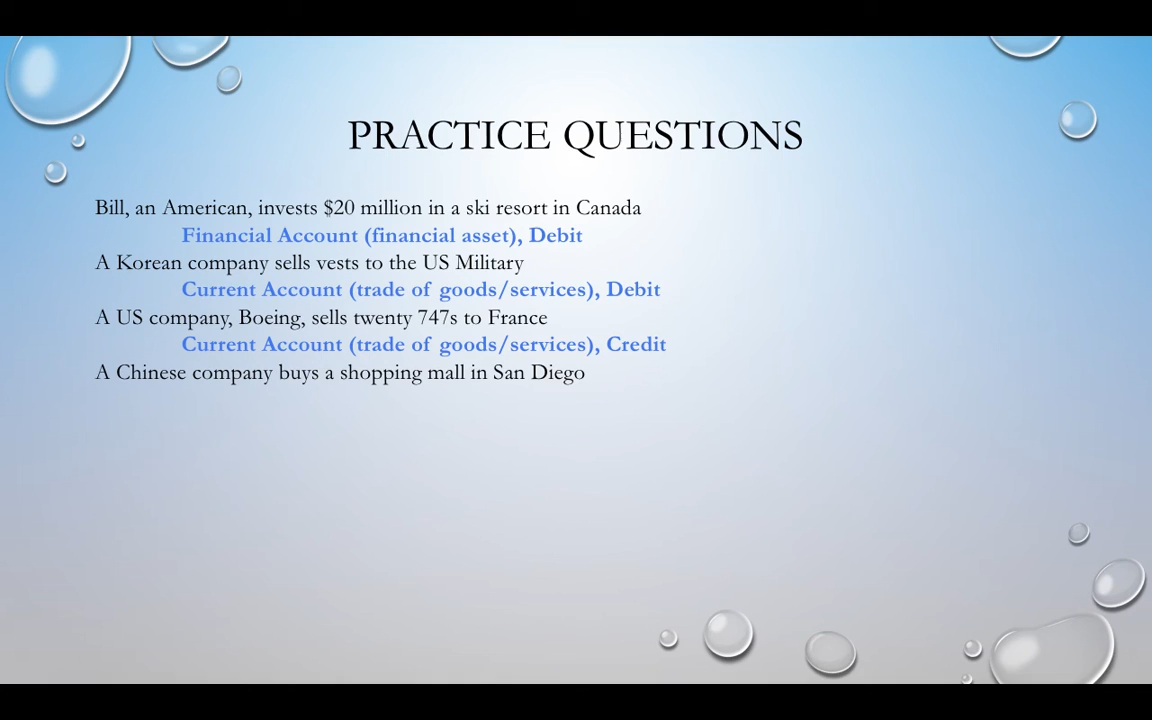 PRACTICE QUESTIONS
Bill, an American, invests $20 million in a ski resort in Canada
Financial Account (financial asset), Debit
A Korean company sells vests to the US Military
Current Account (trade of goods/services), Debit
A US company, Boeing, sells twenty 747s to France
Current Account (trade of goods/services), Credit
A Chinese company buys a shopping mall in San Diego